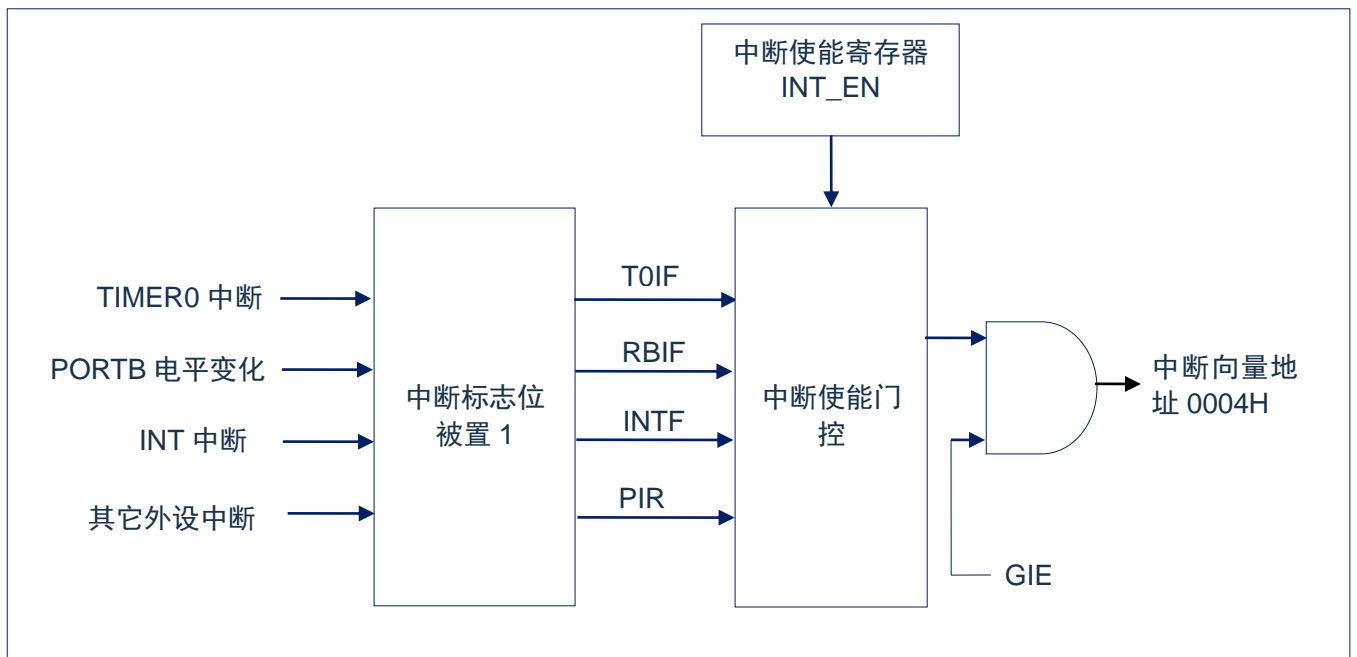 中断使能寄存器
INT_EN
TIMER0 中断
PORTB 电平变化
INT 中断
其它外设中断
中断标志位
被置 1
T0IF
RBIF
INTF
PIR
中断使能门
控
GIE
中断向量地
址 0004H